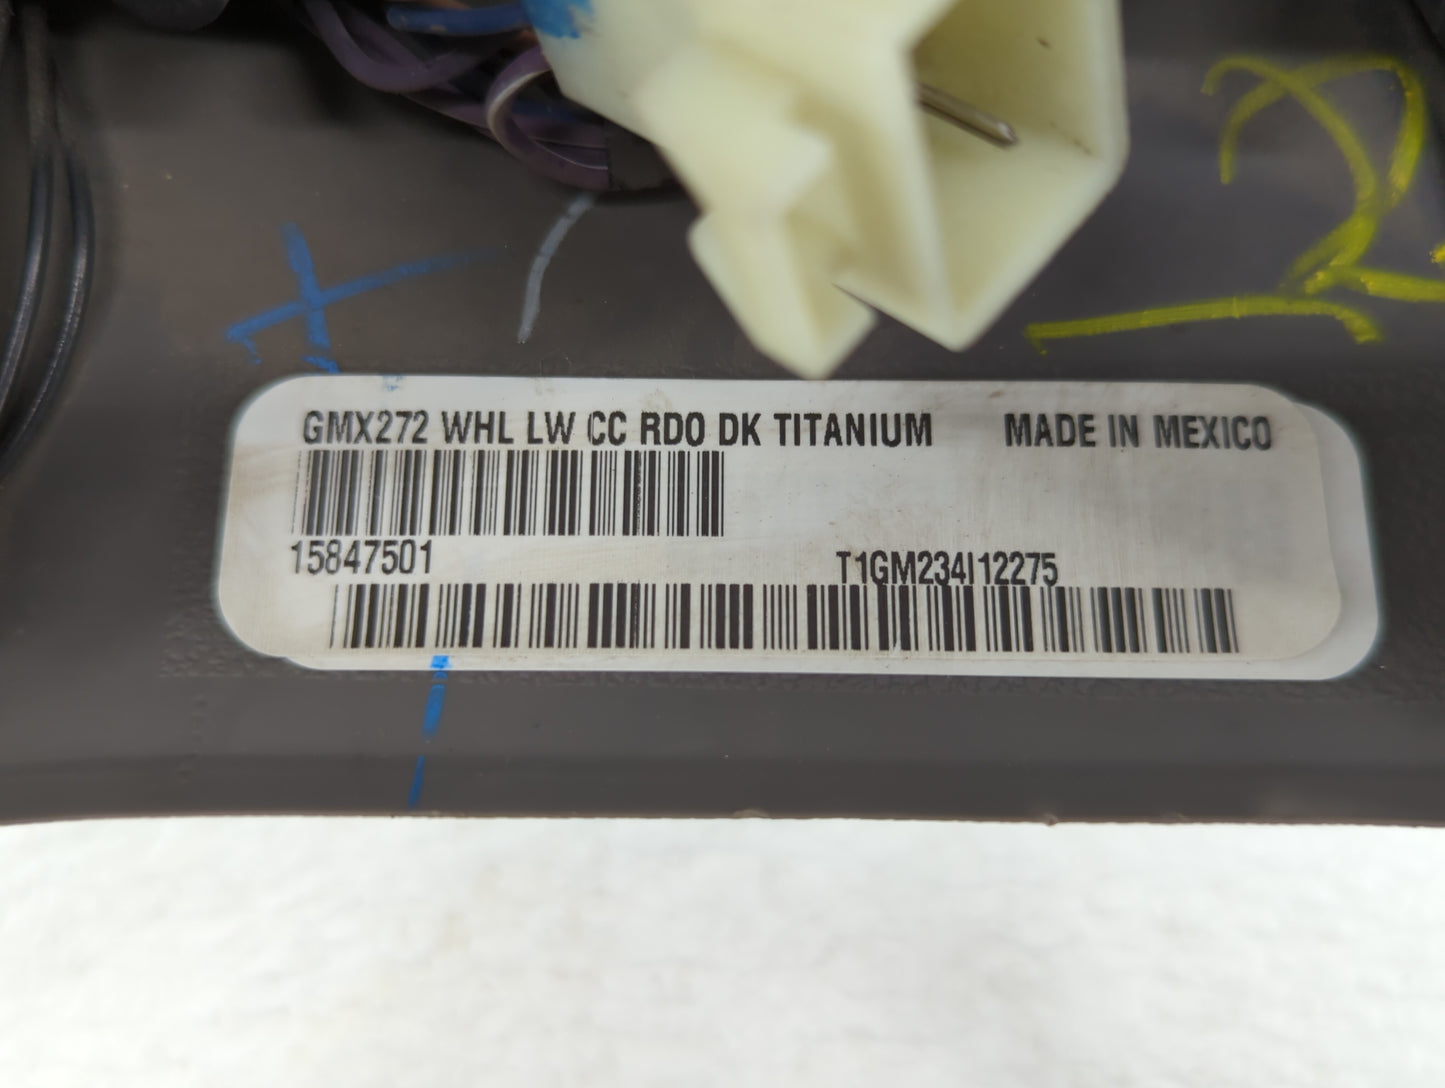 GMX272 WHL LW CC RDO DK TITANIUM MADE IN MEXICO
15847501
T1GM234I12275